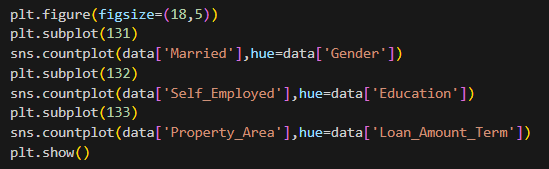 plt.figure(figsize=(18,5))
plt.subplot(131)
sns.countplot(data['Married'],hue=data['Gender'])
plt.subplot(132)
sns.countplot(data['Self_Employed'],hue=data['Education'])
plt.subplot(133)
sns.countplot(data['Property_Area'],hue=data['Loan_Amount_Term'])
plt.show()